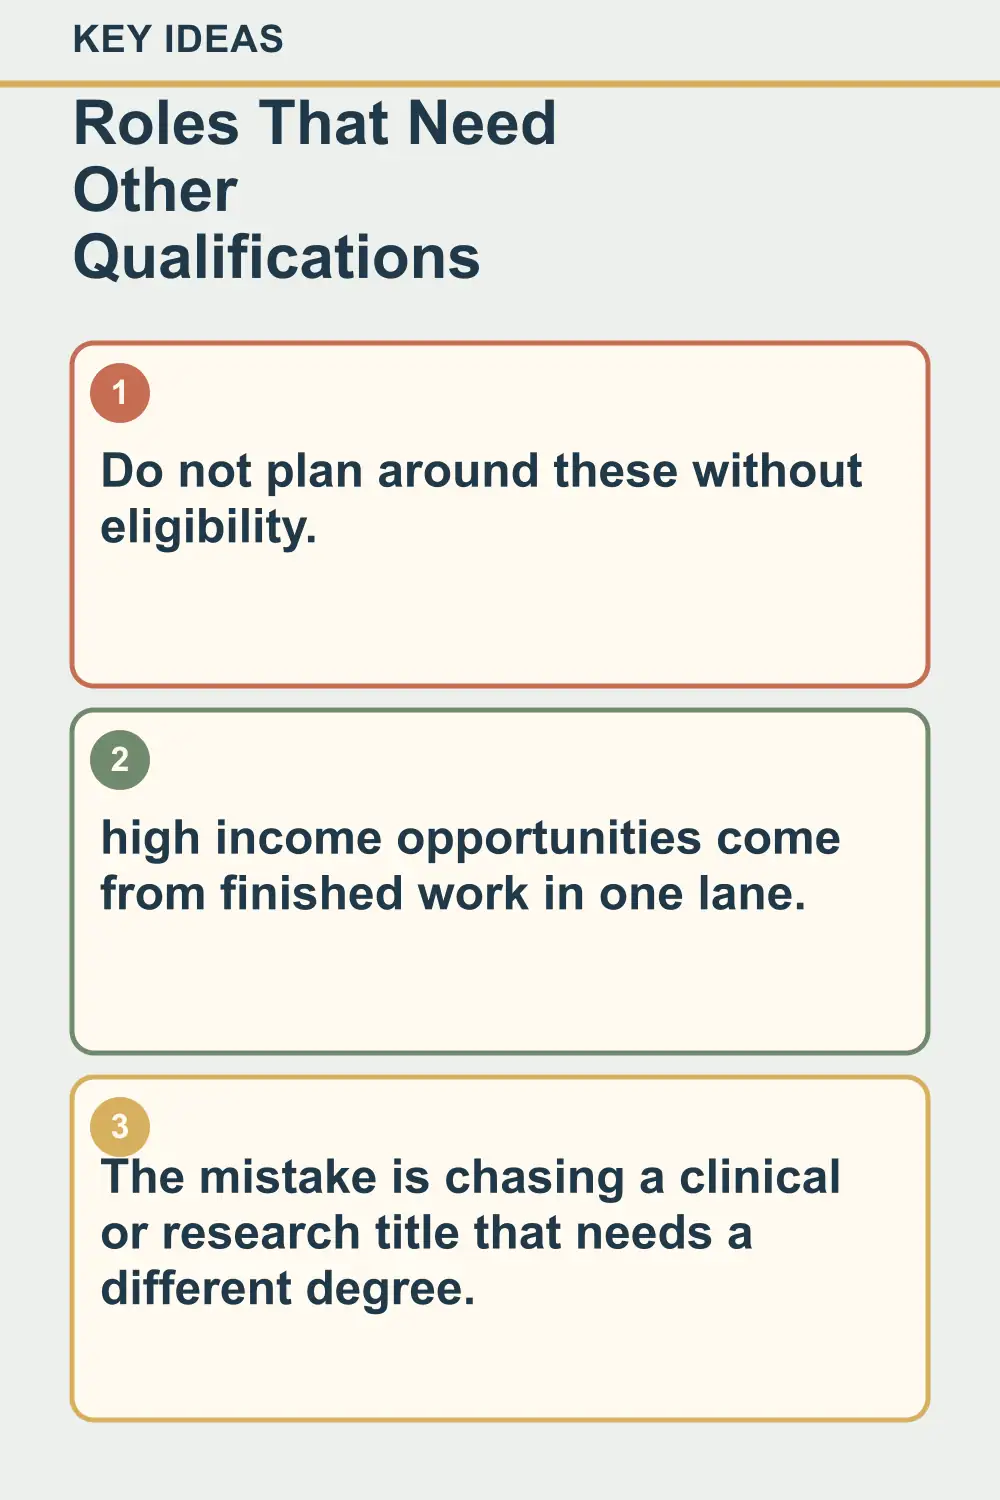 KEY IDEAS
Roles That Need
Other
Qualifications
1
Do not plan around these without
eligibility.
2
high income opportunities come
from finished work in one lane.
3
The mistake is chasing a clinical
or research title that needs a
different degree.